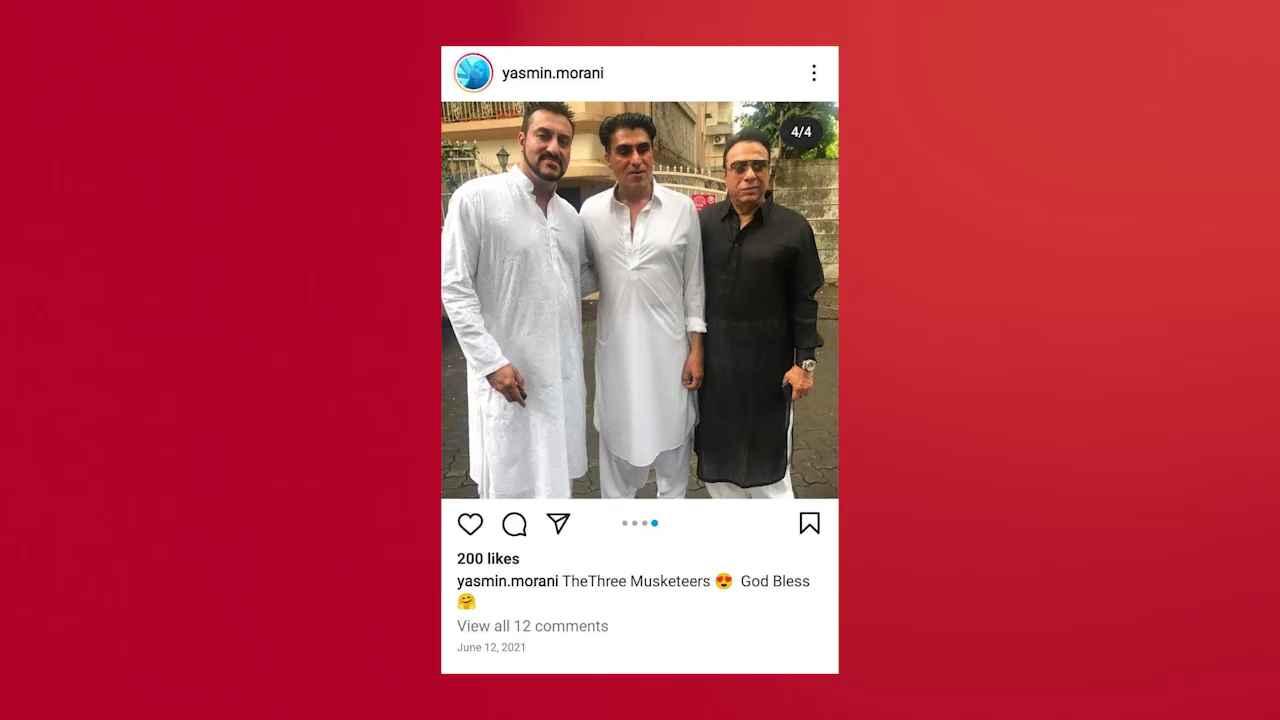 yasmin.morani
4/4
200 likes
yasmin.morani TheThree Musketeers 😍 God Bless
🤗
View all 12 comments
June 12, 2021